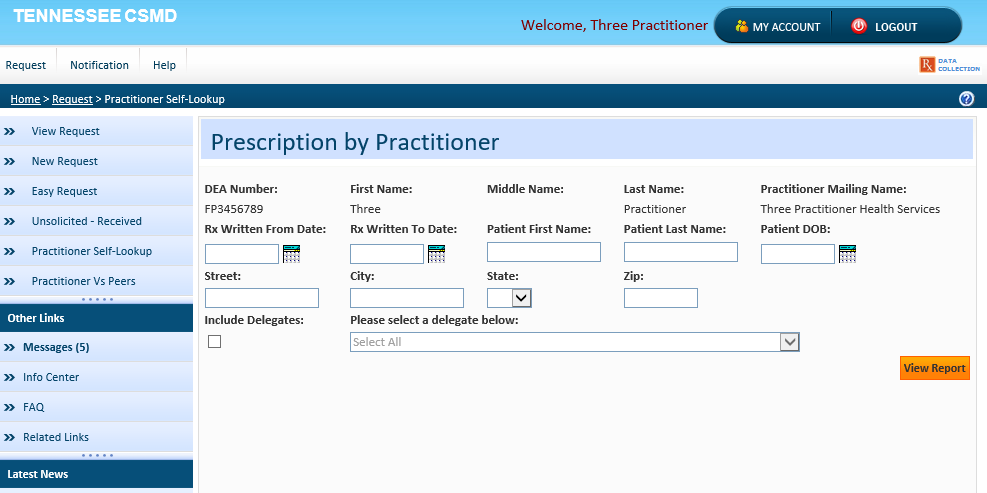 TENNESSEE CSMD
Welcome, Three Practitioner
MY ACCOUNT
LOGOUT
Request Notification Help
Rx DATA COLLECTION
Home > Request > Practitioner Self-Lookup
?
View Request
New Request
Easy Request
Unsolicited - Received
Practitioner Self-Lookup
Practitioner Vs Peers
Other Links
Messages (5)
Info Center
FAQ
Related Links
Latest News
Prescription by Practitioner
DEA Number: First Name: Middle Name: Last Name: Practitioner Mailing Name:
FP3456789 Three Practitioner Three Practitioner Health Services
Rx Written From Date: Rx Written To Date: Patient First Name: Patient Last Name: Patient DOB:
Street: City: State: Zip:
Include Delegates: Please select a delegate below:
Select All
View Report